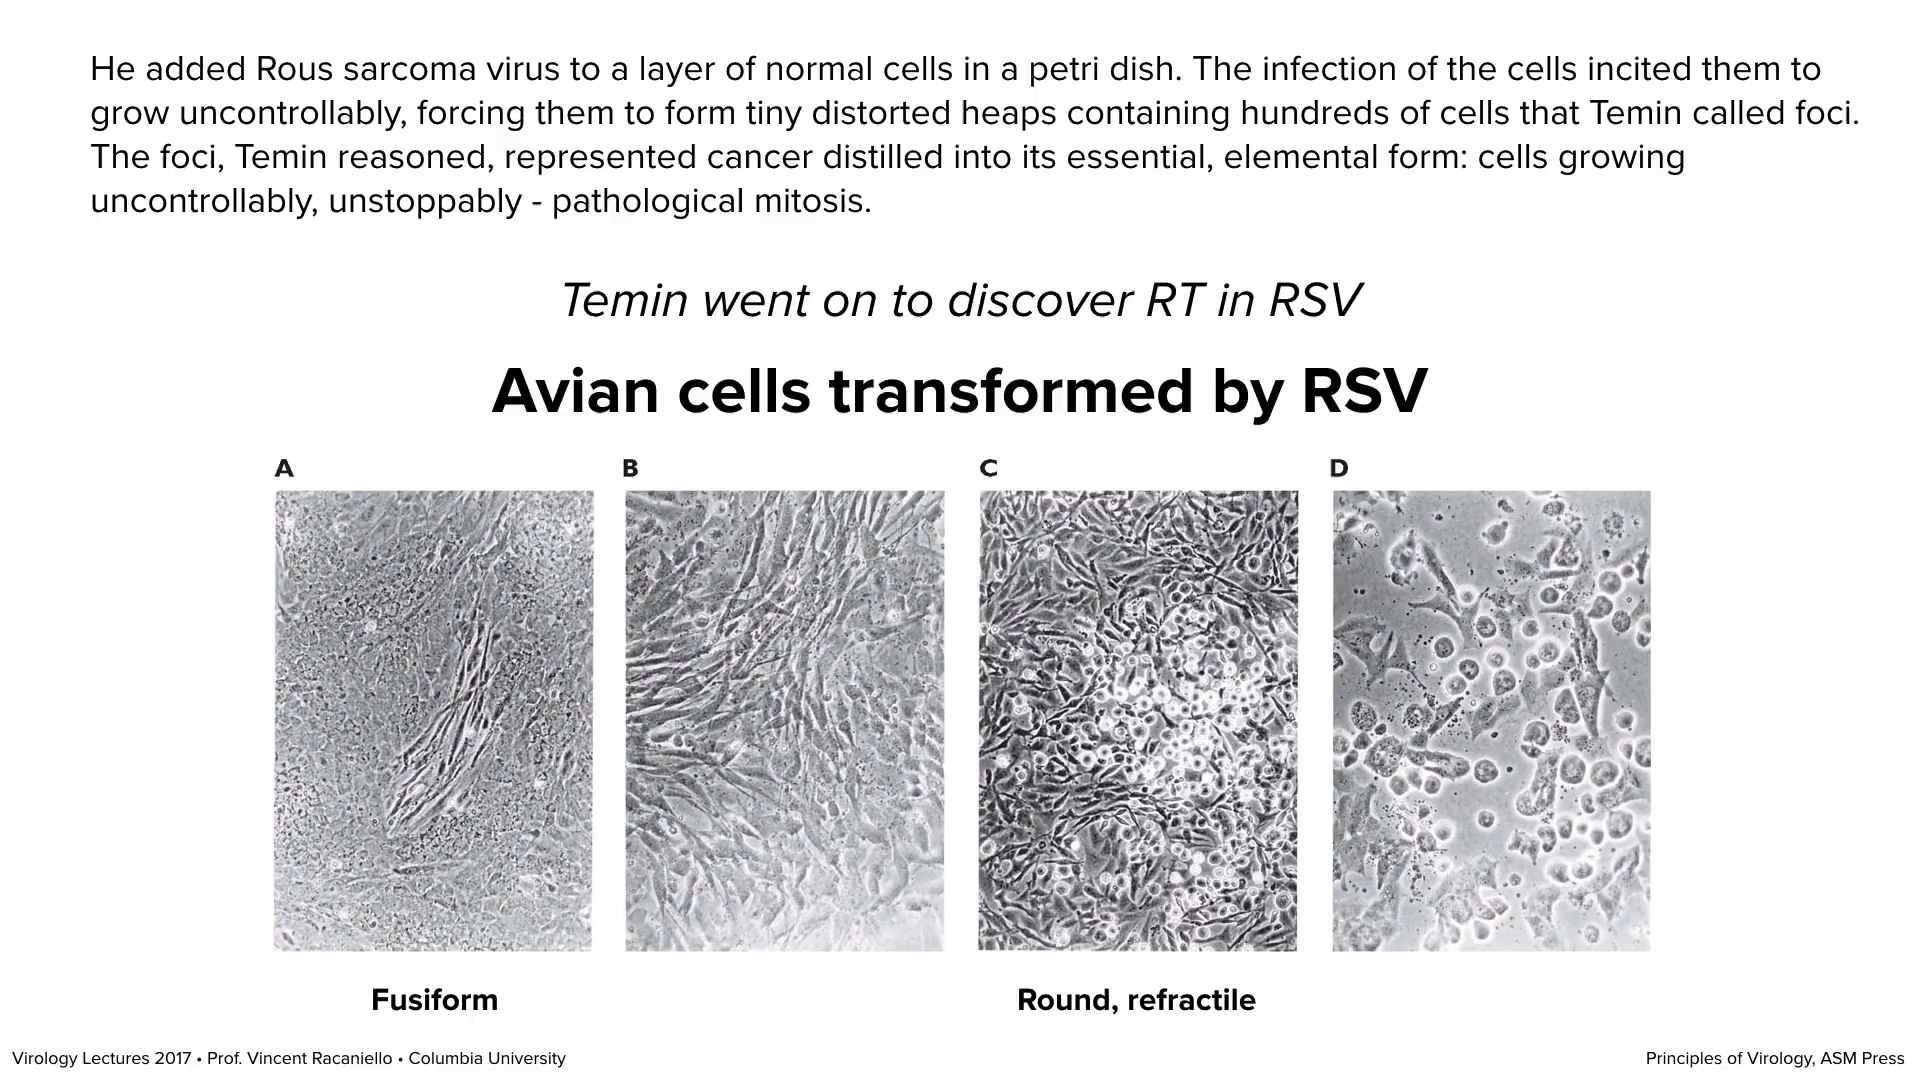 He added Rous sarcoma virus to a layer of normal cells in a petri dish. The infection of the cells incited them to
grow uncontrollably, forcing them to form tiny distorted heaps containing hundreds of cells that Temin called foci.
The foci, Temin reasoned, represented cancer distilled into its essential, elemental form: cells growing
uncontrollably, unstoppably - pathological mitosis.
Temin went on to discover RT in RSV
Avian cells transformed by RSV
A B C D
Fusiform Round, refractile
Virology Lectures 2017 • Prof. Vincent Racaniello • Columbia University
Principles of Virology, ASM Press